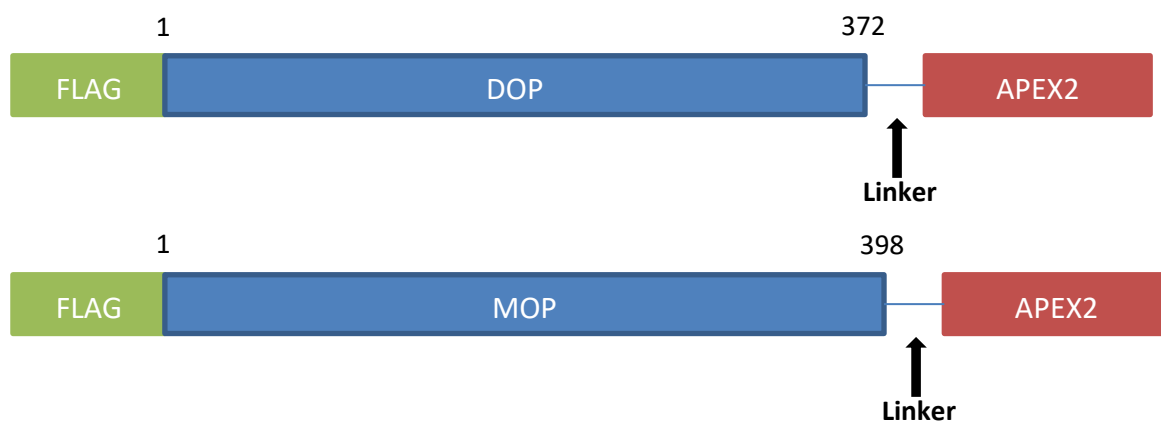 1 372
FLAG DOP APEX2
Linker
1 398
FLAG MOP APEX2
Linker